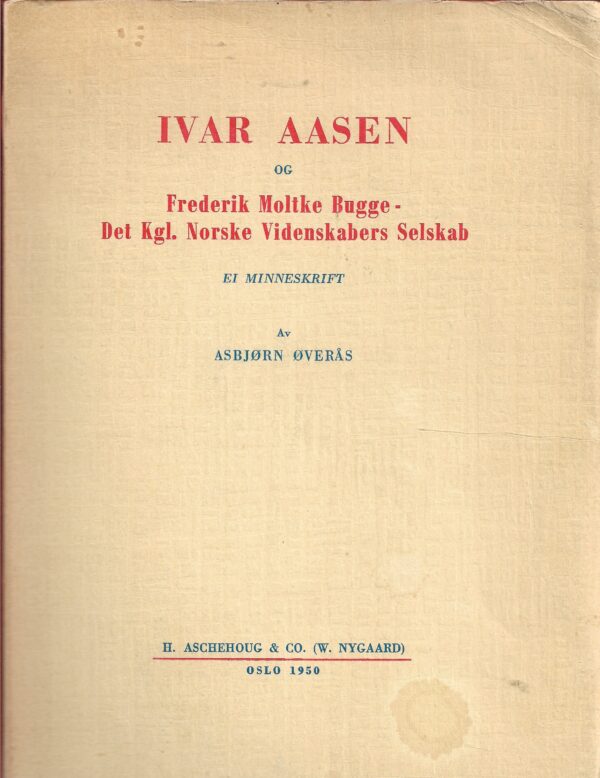 IVAR AASEN
OG
Frederik Moltke Bugge -
Det Kgl. Norske Videnskabers Selskab
EI MINNESKRIFT
Av
ASBJØRN ØVERÅS
H. ASCHEHOUG & CO. (W. NYGAARD)
OSLO 1950